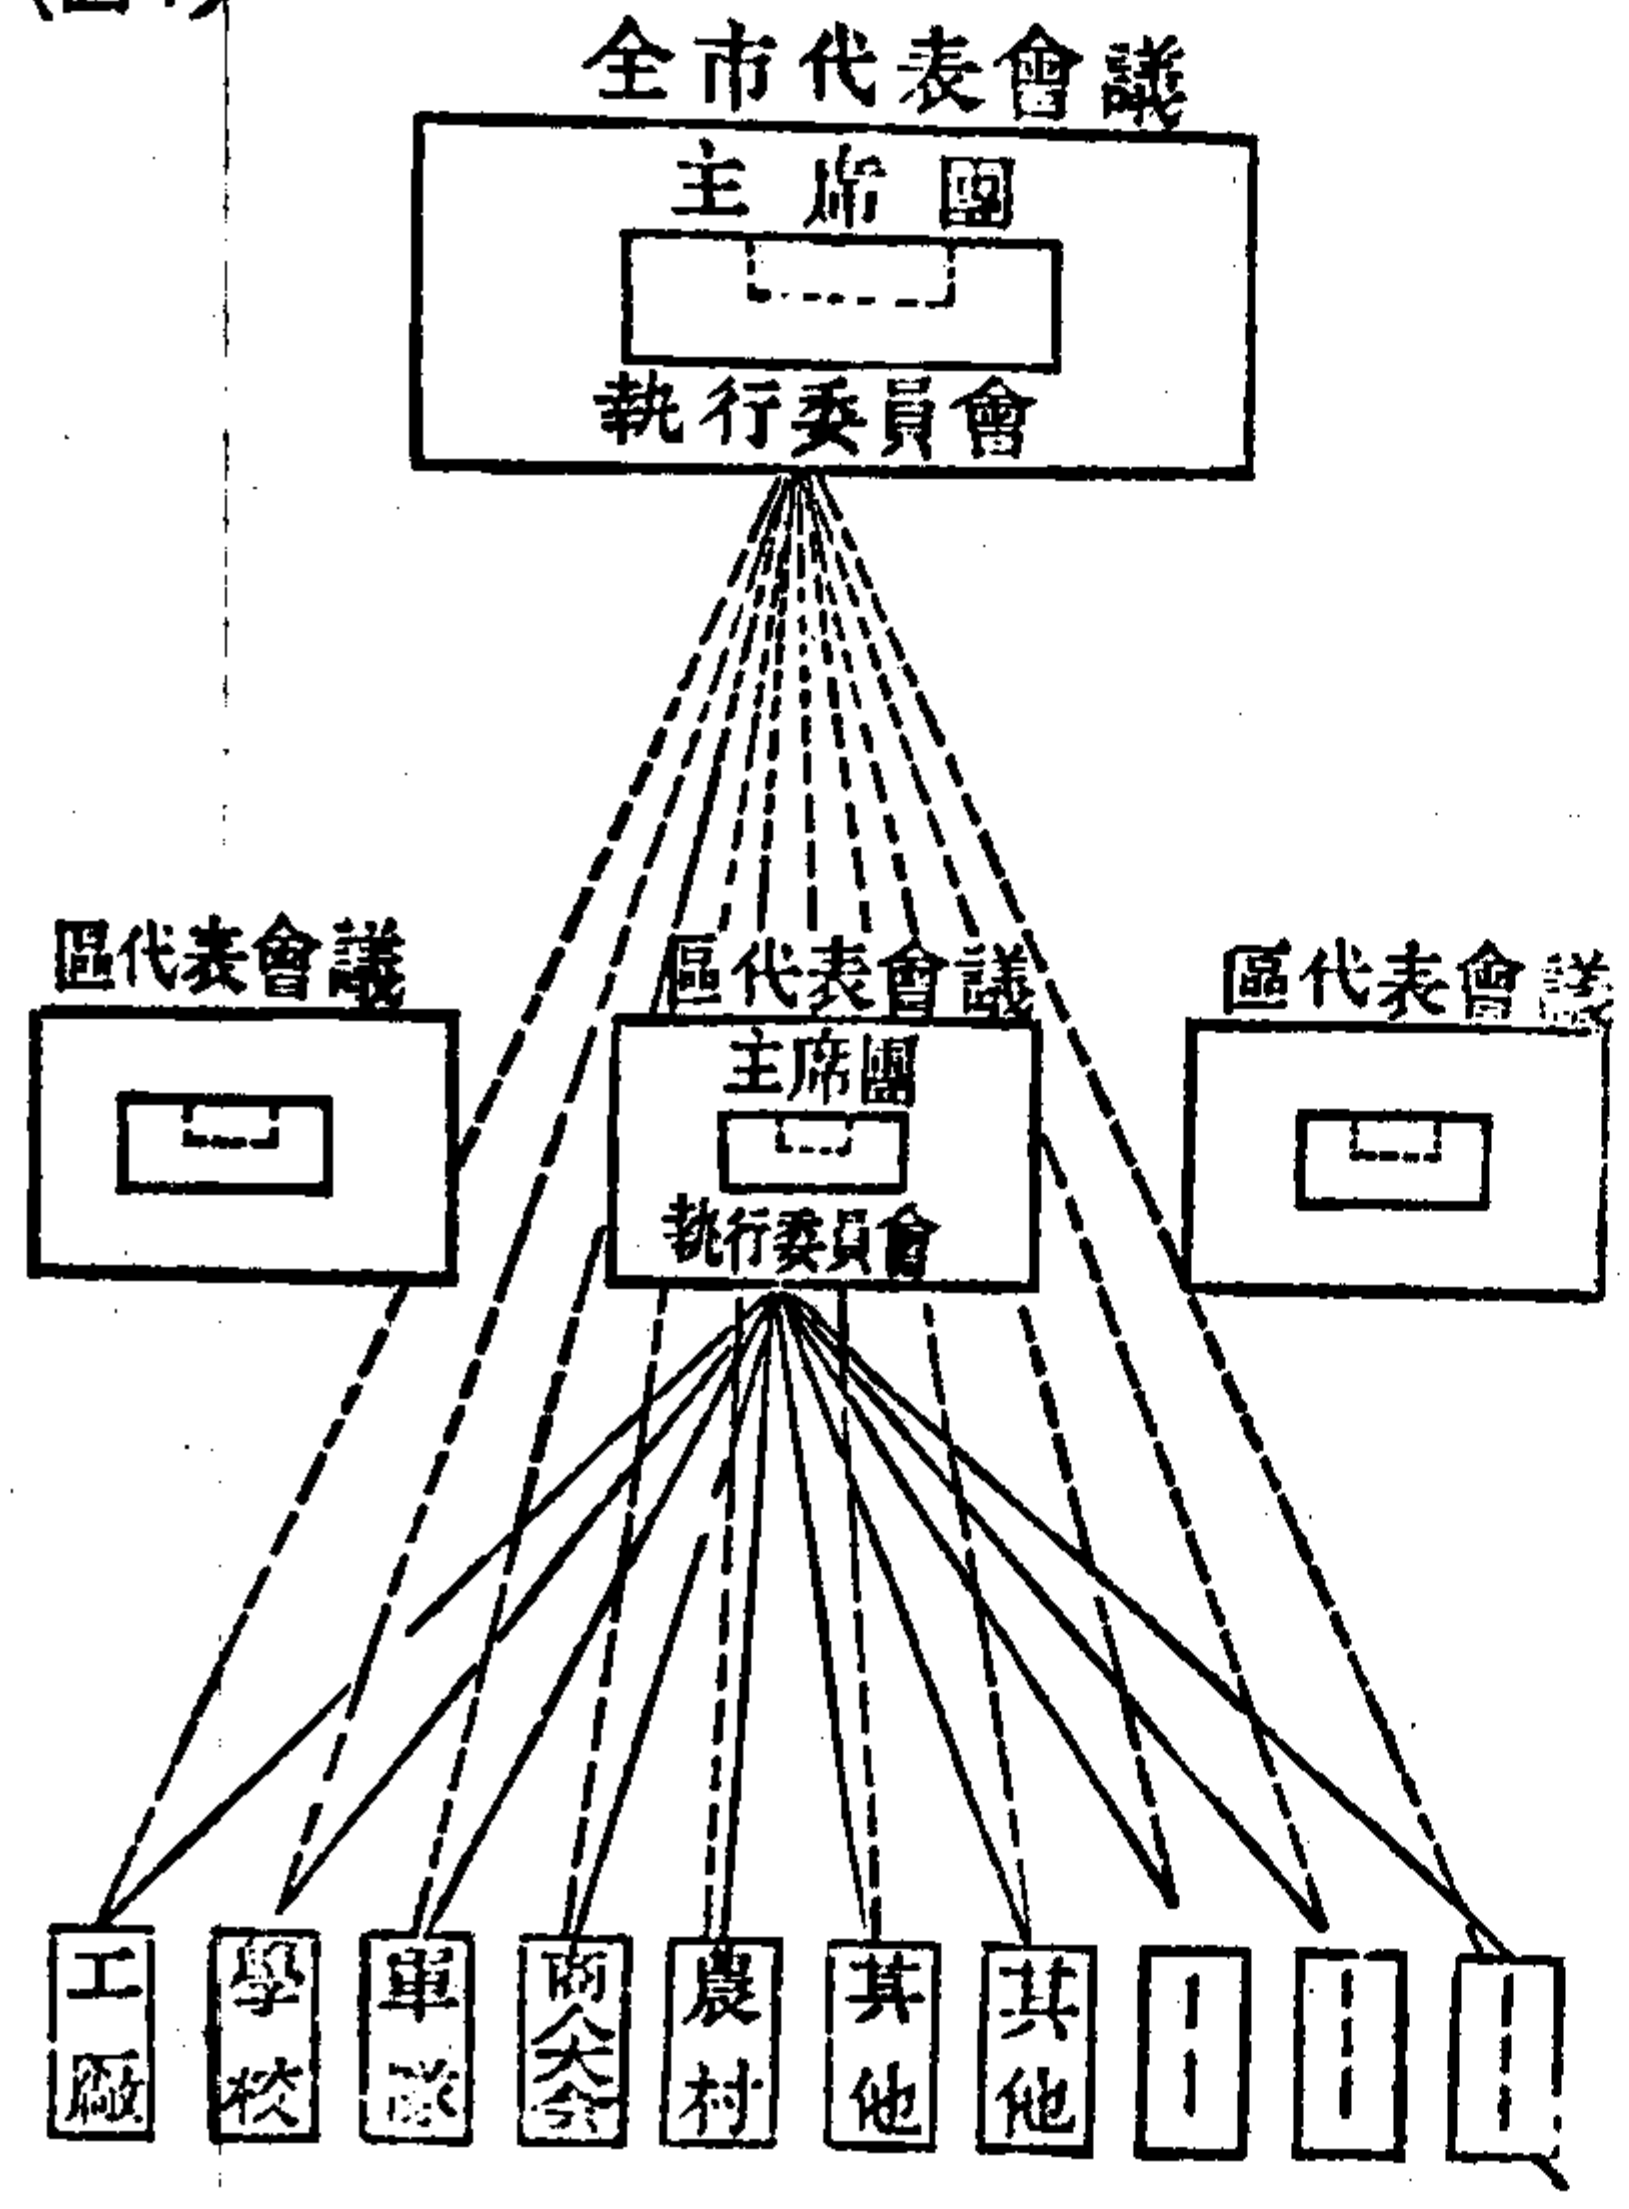 全市代表會議
主席團
執行委員會
區代表會議
區代表會議
區代表會議
主席團
執行委員會
工廠
學校
軍隊
商人大會
農村
其他
其他